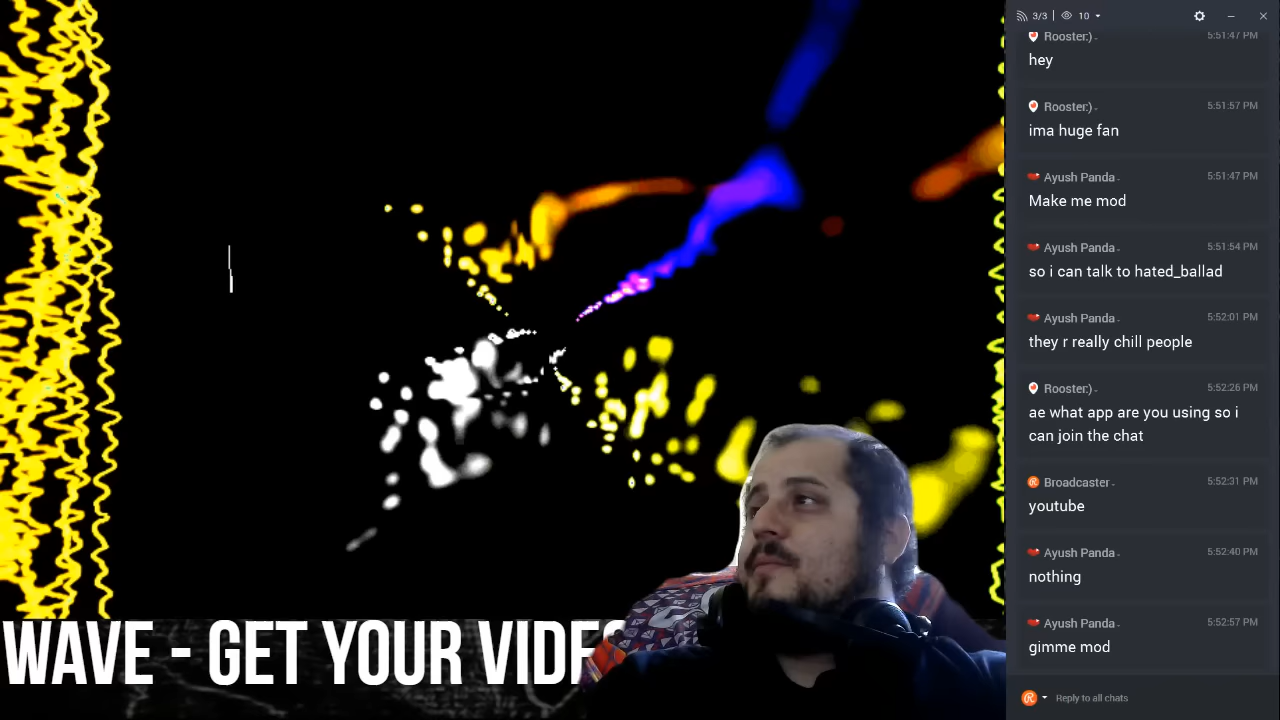 3/3
10
Rooster:)
5:51:47 PM
hey
Rooster:)
5:51:57 PM
ima huge fan
Ayush Panda
5:51:47 PM
Make me mod
Ayush Panda
5:51:54 PM
so i can talk to hated_ballad
Ayush Panda
5:52:01 PM
they r really chill people
Rooster:)
5:52:26 PM
ae what app are you using so i
can join the chat
Broadcaster
5:52:31 PM
youtube
Ayush Panda
5:52:40 PM
nothing
Ayush Panda
5:52:57 PM
gimme mod
Reply to all chats
WAVE - GET YOUR